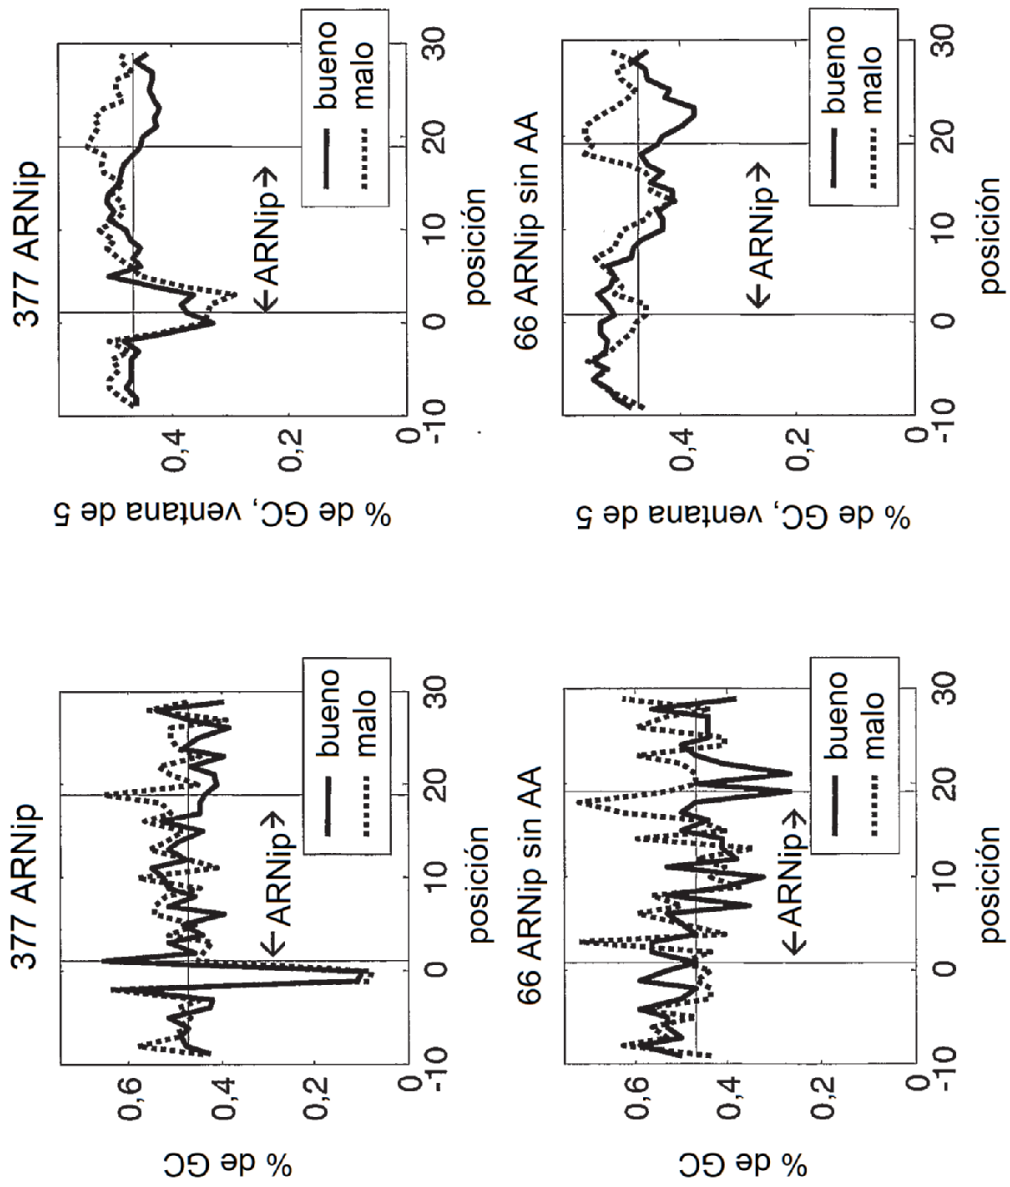 377 ARNip
% de GC
0,6
0,4
0,2
0
←ARNip→
bueno
malo
-10 0 10 20 30
posición
377 ARNip
% de GC, ventana de 5
0,4
0,2
0
←ARNip→
bueno
malo
-10 0 10 20 30
posición
66 ARNip sin AA
% de GC
0,6
0,4
0,2
0
←ARNip→
bueno
malo
-10 0 10 20 30
posición
66 ARNip sin AA
% de GC, ventana de 5
0,4
0,2
0
←ARNip→
bueno
malo
-10 0 10 20 30
posición